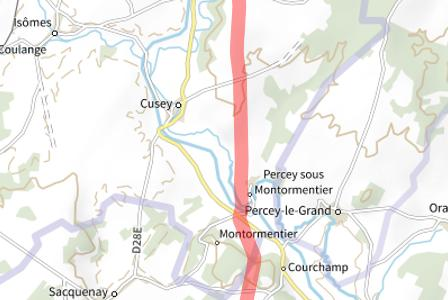 Isômes
Coulange
Cusey
Percey sous
Montormentier
Percey-le-Grand
Ora
D28E
Montormentier
Courchamp
Sacquenay